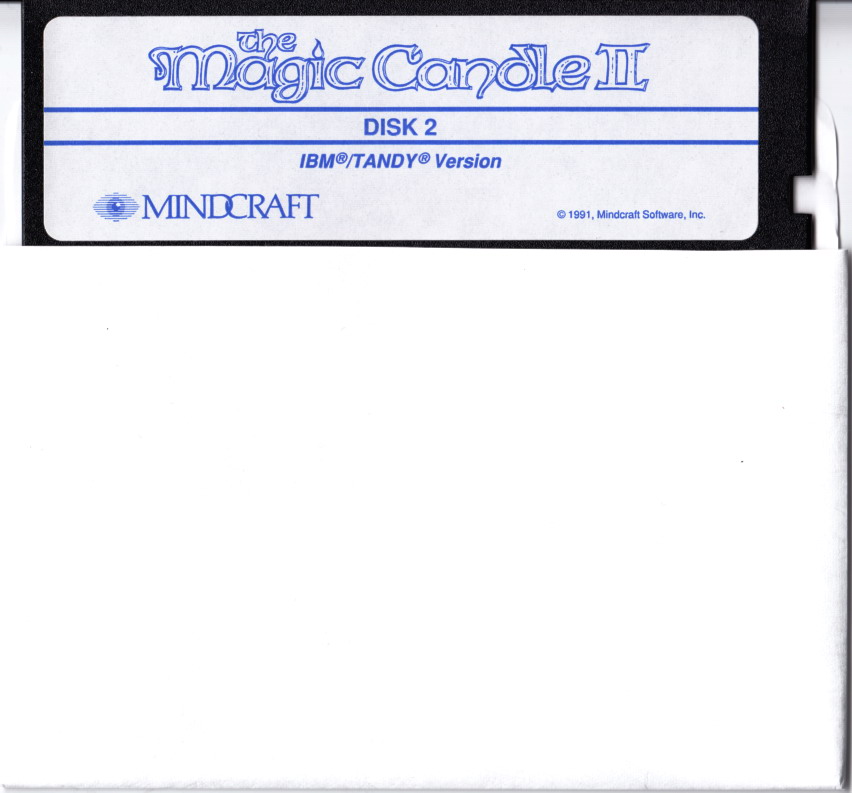 The
Magic Candle II
DISK 2
IBM®/TANDY® Version
MINDCRAFT
© 1991, Mindcraft Software, Inc.